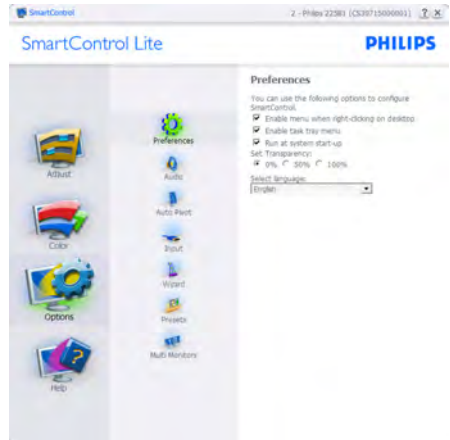 SmartControl
2 - Philips 225B1
SmartControl Lite
PHILIPS
Adjust
Color
Options
Help
Preferences
Audio
Auto Pivot
Input
Wizard
Presets
Multi Monitors
Preferences
You can use the following options to configure
SmartControl.
Enable menu when right-clicking on desktop
Enable task tray menu
Run at system start-up
Set Transparency:
0% 50% 100%
Select language:
English